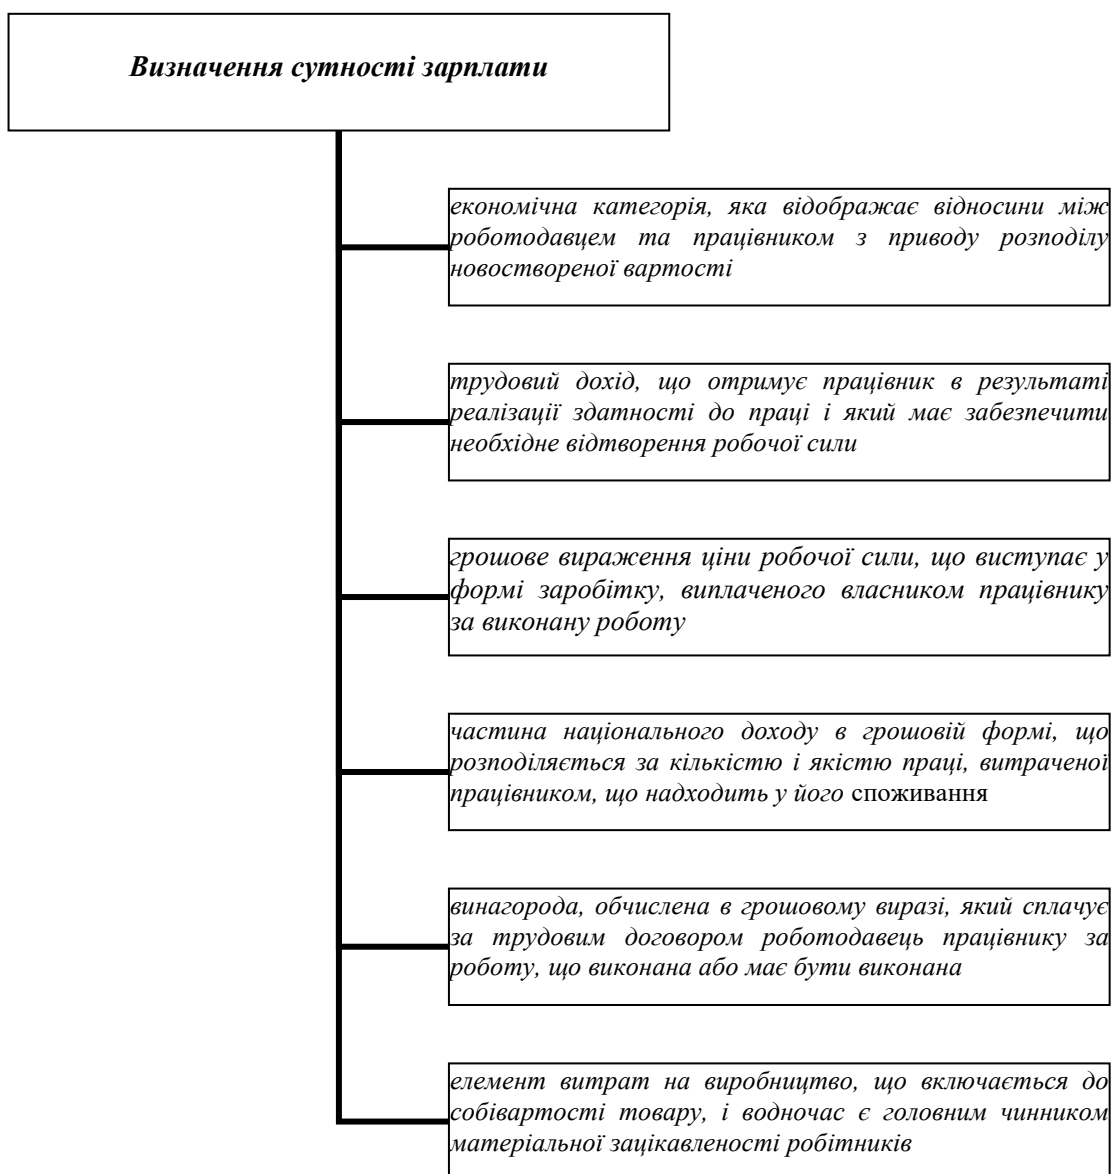 Визначення сутності зарплати
економічна категорія, яка відображає відносини між
роботодавцем та працівником з приводу розподілу
новоствореної вартості
трудовий дохід, що отримує працівник в результаті
реалізації здатності до праці і який має забезпечити
необхідне відтворення робочої сили
грошове вираження ціни робочої сили, що виступає у
формі заробітку, виплаченого власником працівнику
за виконану роботу
частина національного доходу в грошовій формі, що
розподіляється за кількістю і якістю праці, витраченої
працівником, що надходить у його споживання
винагорода, обчислена в грошовому виразі, який сплачує
за трудовим договором роботодавець працівнику за
роботу, що виконана або має бути виконана
елемент витрат на виробництво, що включається до
собівартості товару, і водночас є головним чинником
матеріальної зацікавленості робітників